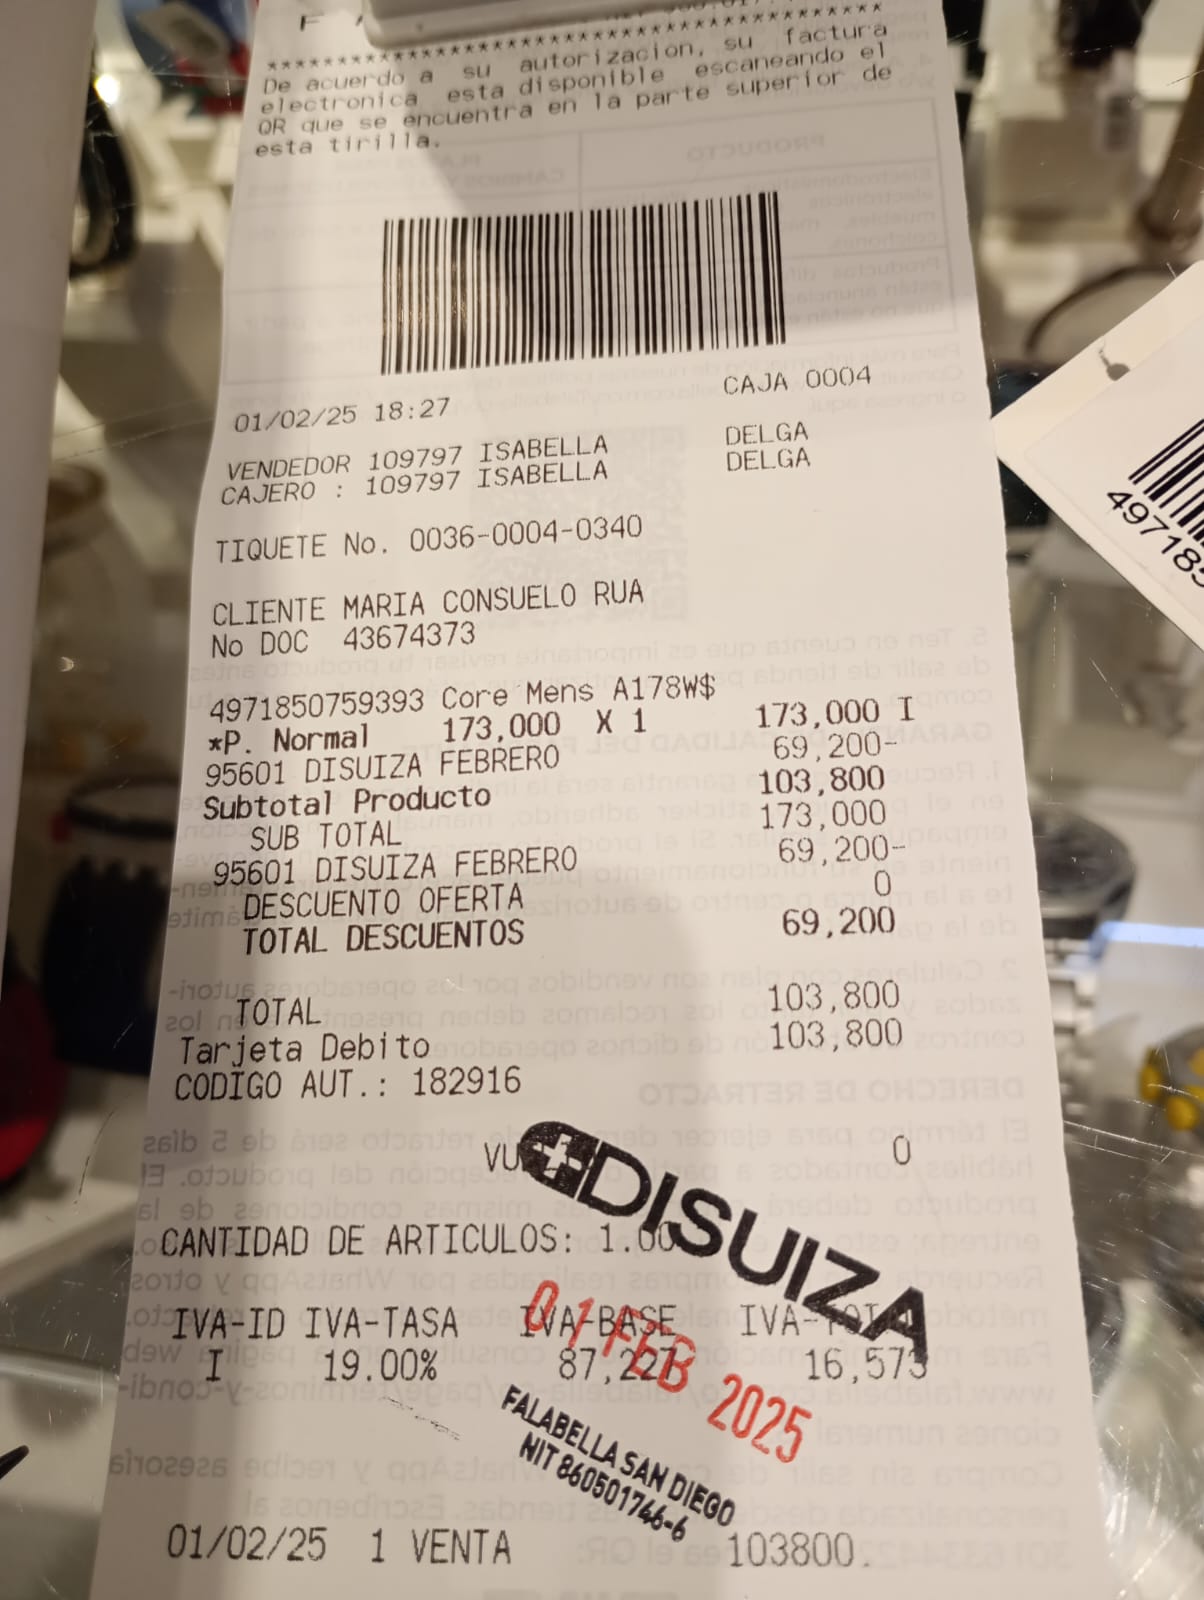 ****************************************
De acuerdo a su autorizacion, su factura
electronica esta disponible escaneando el
QR que se encuentra en la parte superior de
esta tirilla.
CAJA 0004
01/02/25 18:27
VENDEDOR 109797 ISABELLA DELGA
CAJERO : 109797 ISABELLA DELGA
TIQUETE No. 0036-0004-0340
CLIENTE MARIA CONSUELO RUA
No DOC 43674373
4971850759393 Core Mens A178W$
*P. Normal 173,000 X 1 173,000 I
95601 DISUIZA FEBRERO 69,200-
Subtotal Producto 103,800
SUB TOTAL 173,000
95601 DISUIZA FEBRERO 69,200-
DESCUENTO OFERTA 0
TOTAL DESCUENTOS 69,200
TOTAL 103,800
Tarjeta Debito 103,800
CODIGO AUT.: 182916
0
DISUIZA
CANTIDAD DE ARTICULOS: 1.00
IVA-ID IVA-TASA IVA-BASE
I 19.00% 87,227 16,573
01 FEB 2025
FALABELLA SAN DIEGO
NIT 860501746-6
01/02/25 1 VENTA 103800.